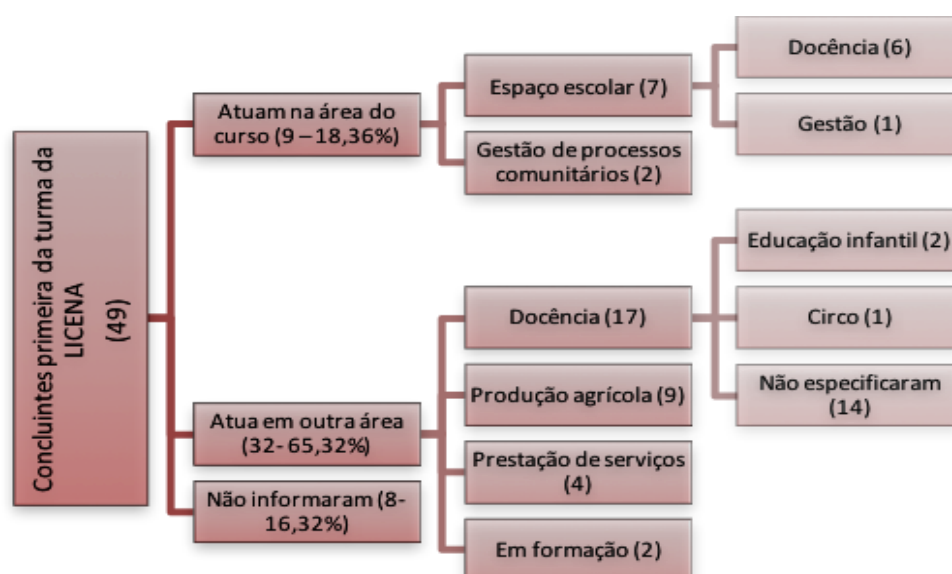 Concluintes primeira da turma da
LICENA
(49)
Atuam na área do
curso (9 – 18,36%)
Espaço escolar (7)
Docência (6)
Gestão (1)
Gestão de processos
comunitários (2)
Atua em outra área
(32- 65,32%)
Docência (17)
Educação infantil (2)
Circo (1)
Não especificaram
(14)
Produção agrícola (9)
Prestação de serviços
(4)
Em formação (2)
Não informaram (8-
16,32%)